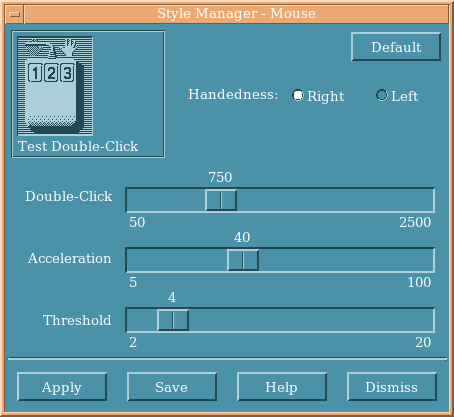 Style Manager - Mouse
Default
1 2 3
Handedness: Right Left
Test Double-Click
750
Double-Click
50 2500
40
Acceleration
5 100
4
Threshold
2 20
Apply Save Help Dismiss